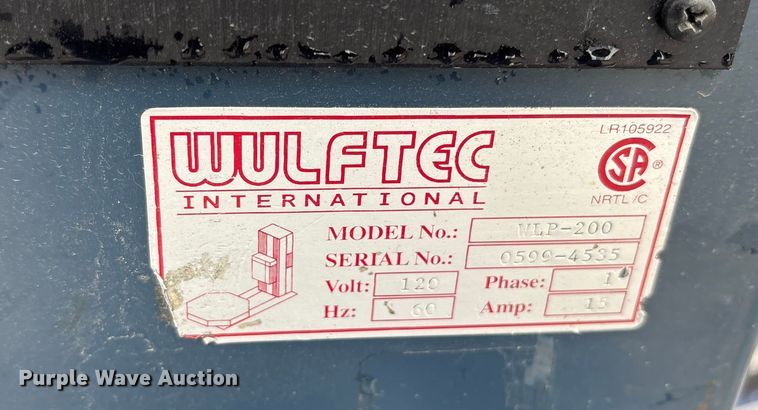 WULFTEC
INTERNATIONAL
LR105922
CSA ®
NRTL/C
MODEL No.: WLP-200
SERIAL No.: 0599-4535
Volt: 120 Phase: 1
Hz: 60 Amp: 15
Purple Wave Auction